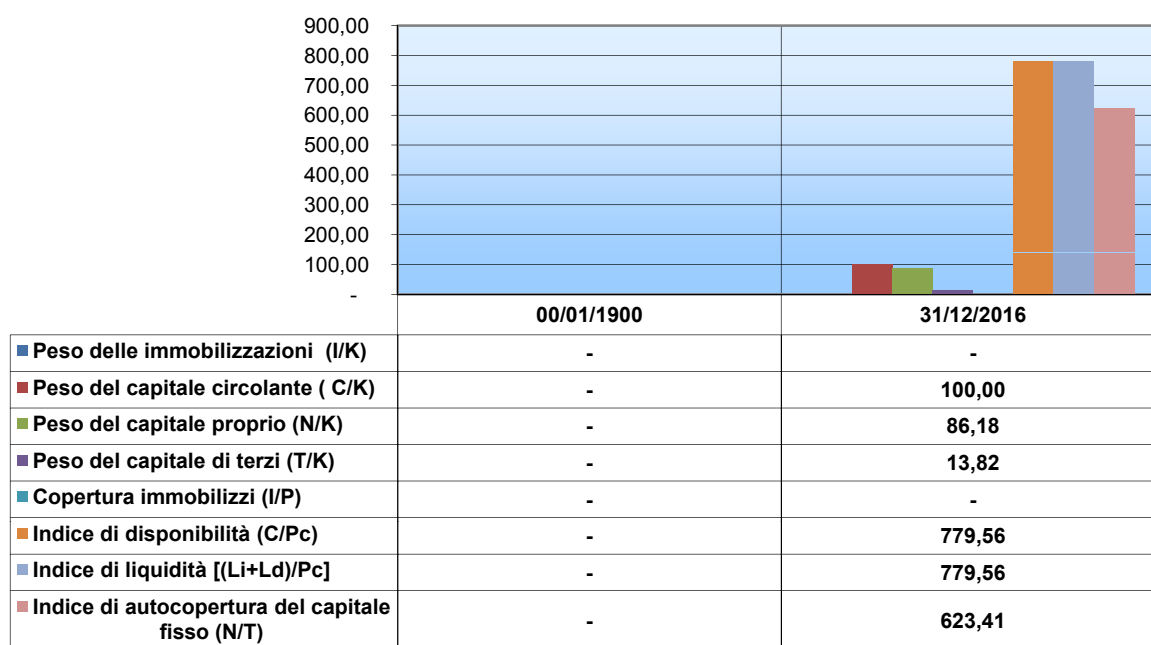 900,00
800,00
700,00
600,00
500,00
400,00
300,00
200,00
100,00
-
00/01/1900 31/12/2016
Peso delle immobilizzazioni (I/K) - -
Peso del capitale circolante ( C/K) - 100,00
Peso del capitale proprio (N/K) - 86,18
Peso del capitale di terzi (T/K) - 13,82
Copertura immobilizzi (I/P) - -
Indice di disponibilità (C/Pc) - 779,56
Indice di liquidità [(Li+Ld)/Pc] - 779,56
Indice di autocopertura del capitale
fisso (N/T) - 623,41